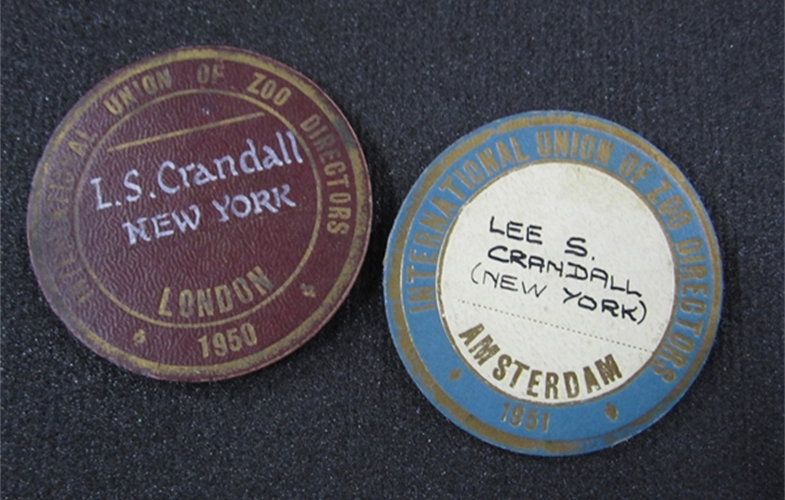 INTERNATIONAL UNION OF ZOO DIRECTORS
L.S. Crandall
NEW YORK
LONDON
1950
INTERNATIONAL UNION OF ZOO DIRECTORS
LEE S.
CRANDALL
(NEW YORK)
AMSTERDAM
1951